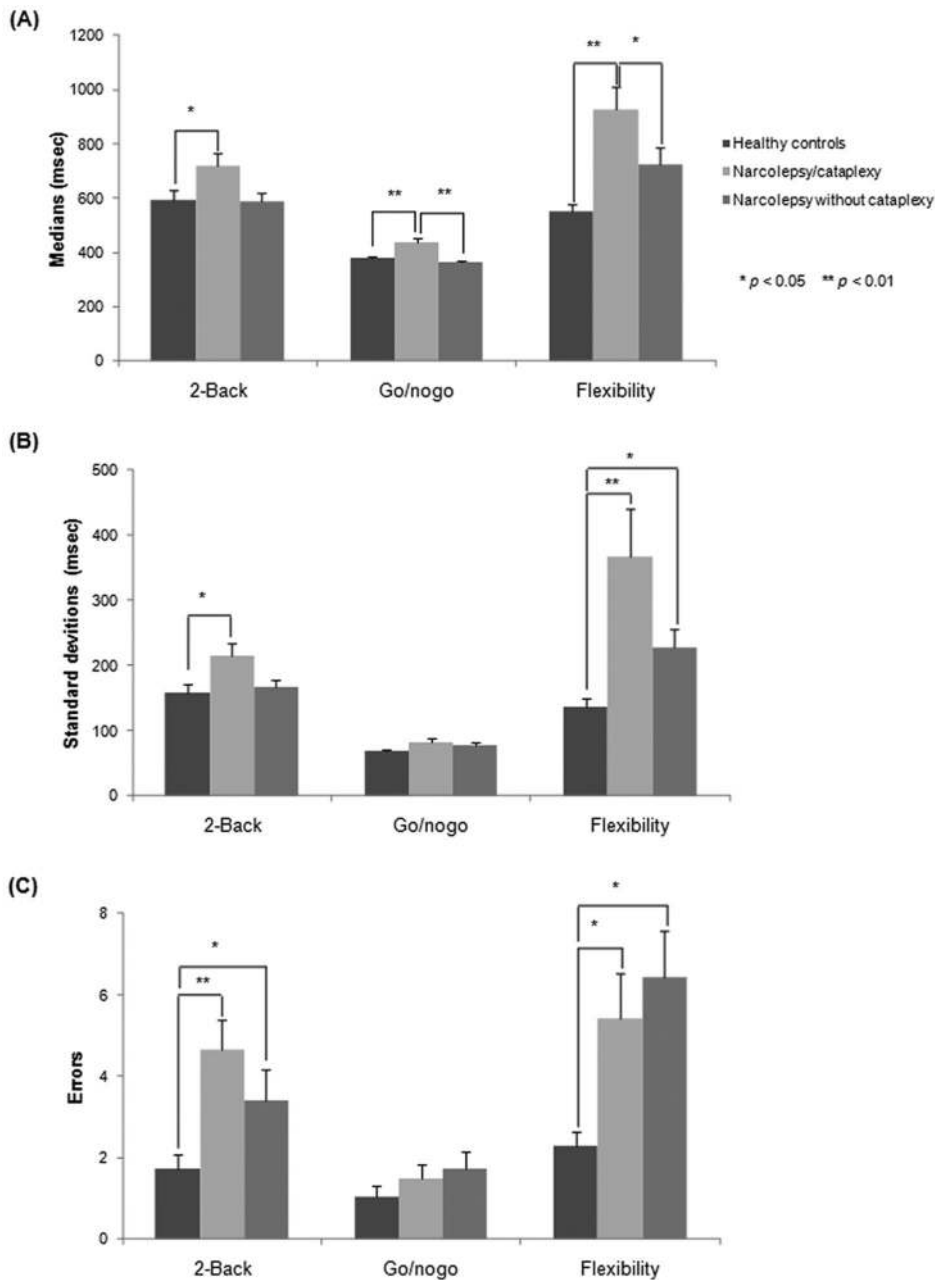 (A)
Medians (msec)
1200
1000
800
600
400
200
0
*
**
**
**
*
2-Back
Go/nogo
Flexibility
Healthy controls
Narcolepsy/cataplexy
Narcolepsy without cataplexy
* p < 0.05 ** p < 0.01
(B)
Standard devitions (msec)
500
400
300
200
100
0
*
*
**
2-Back
Go/nogo
Flexibility
(C)
Errors
8
6
4
2
0
*
**
*
*
2-Back
Go/nogo
Flexibility